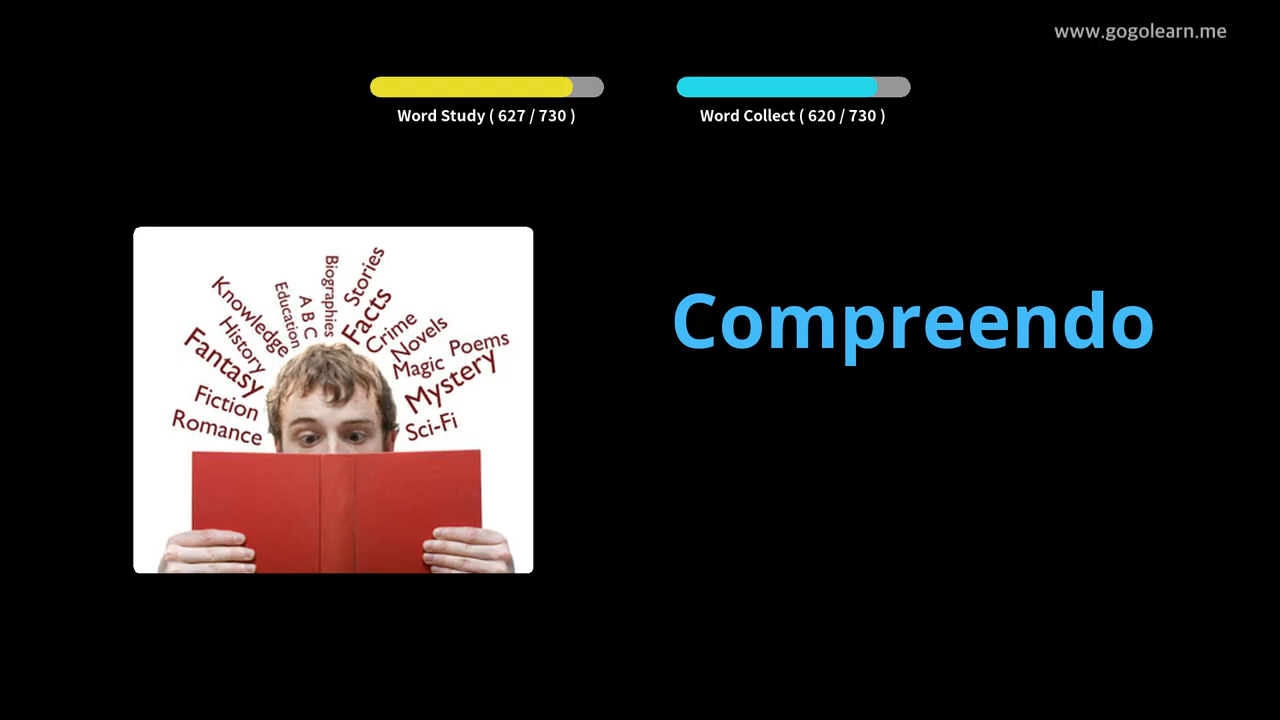 www.gogolearn.me
Word Study ( 627 / 730 )
Word Collect ( 620 / 730 )
Compreendo
Knowledge
Education
A B C
Biographies
Stories
Facts
Crime
Novels
Poems
Magic
Mystery
Sci-Fi
History
Fantasy
Fiction
Romance